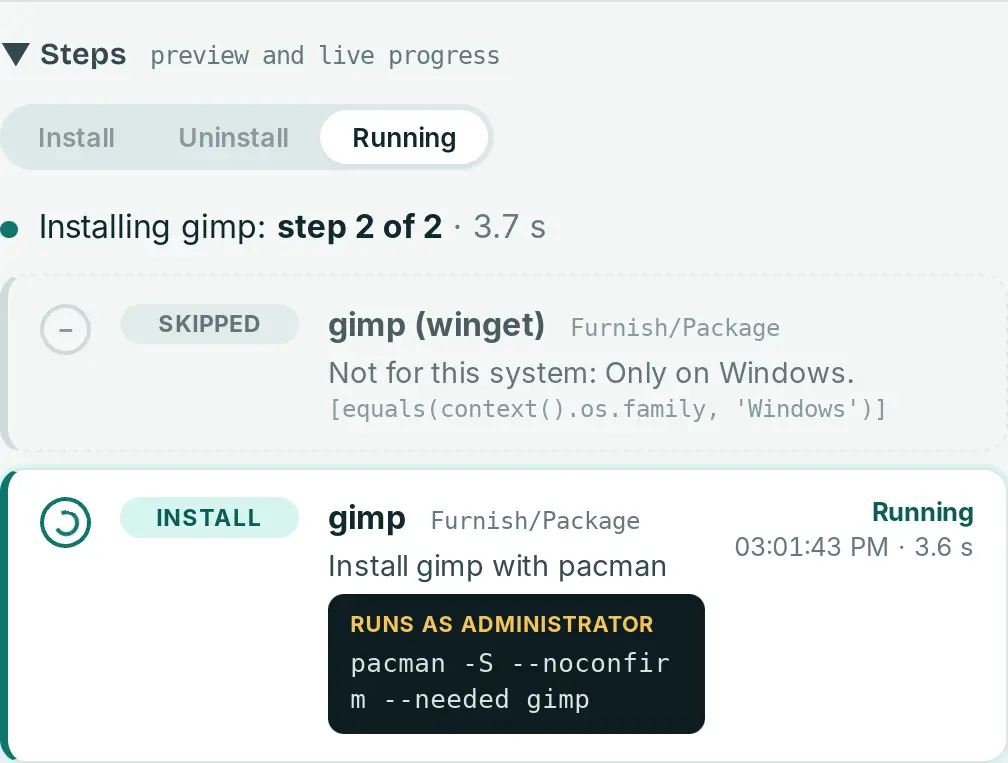 Steps preview and live progress
Install Uninstall Running
Installing gimp: step 2 of 2 · 3.7 s
SKIPPED gimp (winget) Furnish/Package
Not for this system: Only on Windows.
[equals(context().os.family, 'Windows')]
INSTALL gimp Furnish/Package Running
03:01:43 PM · 3.6 s
Install gimp with pacman
RUNS AS ADMINISTRATOR
pacman -S --noconfir
m --needed gimp